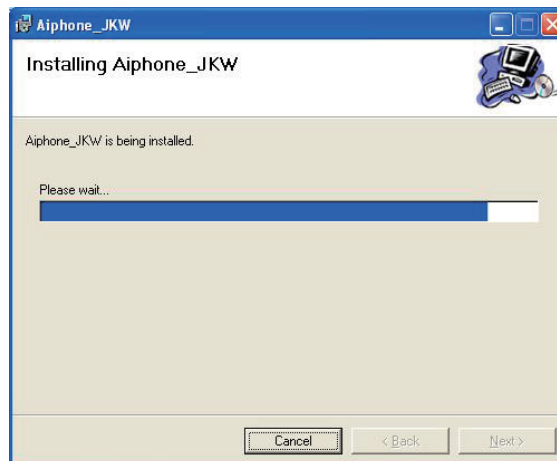 Aiphone_JKW
Installing Aiphone_JKW
Aiphone_JKW is being installed.
Please wait...
Cancel
< Back
Next >